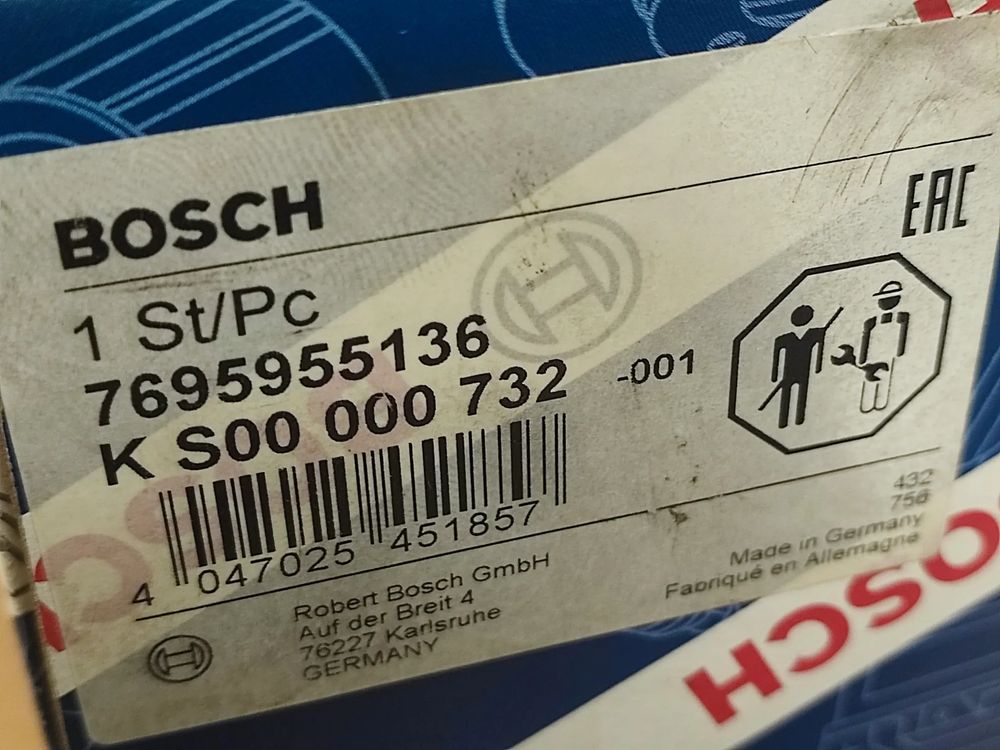 BOSCH
EAC
1 St/Pc
7695955136
K S00 000 732 -001
4 047025 451857
432
758
Made in Germany
Fabriqué en Allemagne
Robert Bosch GmbH
Auf der Breit 4
76227 Karlsruhe
GERMANY
BOSCH